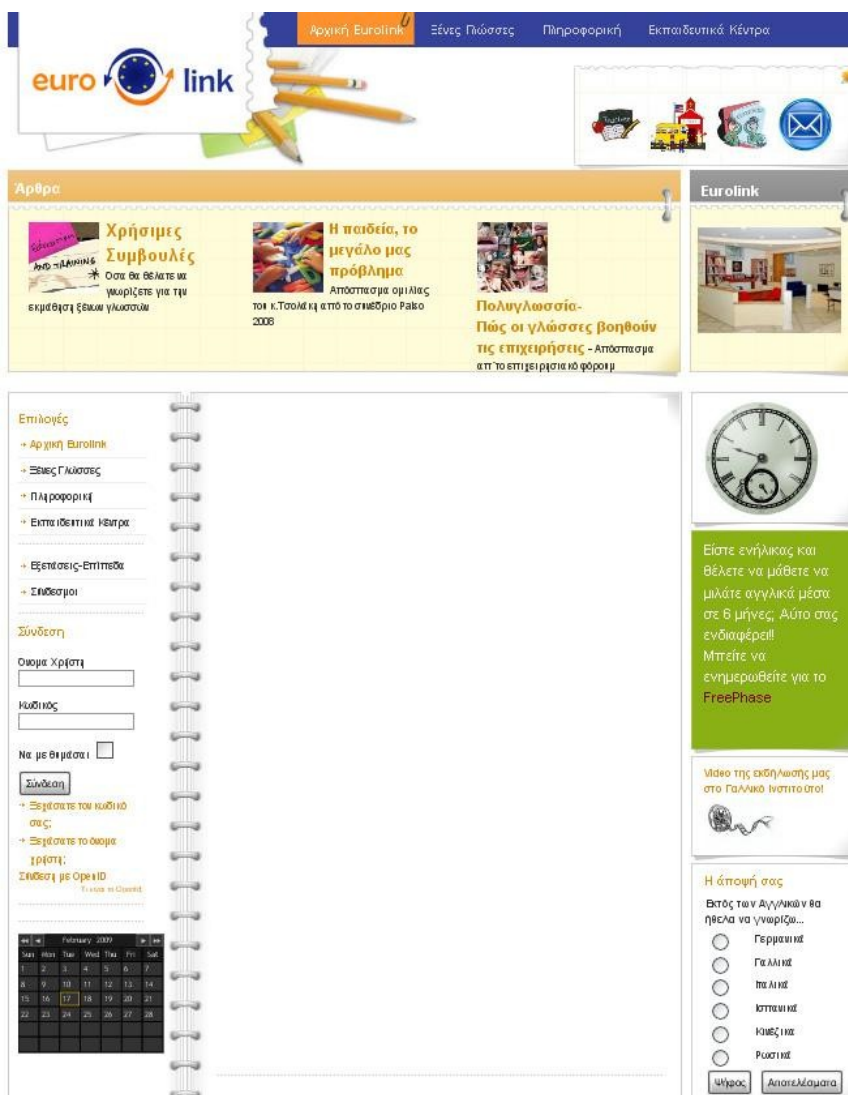 Αρχική Eurolink
Ξένες Γλώσσες
Πληροφορική
Εκπαιδευτικά Κέντρα
euro link
Άρθρα
Χρήσιμες
Συμβουλές
Όσα θα θέλατε να
γνωρίζετε για την
εκμάθηση ξένων γλωσσών
Η παιδεία, το
μεγάλο μας
πρόβλημα
Απόσπασμα ομιλίας
του κ.Τσολάκη από το συνέδριο Palso
2008
Πολυγλωσσία-
Πώς οι γλώσσες βοηθούν
τις επιχειρήσεις - Απόσπασμα
απ'το επιχειρησιακό φόρουμ
Eurolink
Επιλογές
Αρχική Eurolink
Ξένες Γλώσσες
Πληροφορική
Εκπαιδευτικά Κέντρα
Εξετάσεις-Επίπεδα
Σύνδεσμοι
Σύνδεση
Όνομα Χρήστη
Κωδικός
Να με θυμάσαι
Σύνδεση
Ξεχάσατε τον κωδικό
σας;
Ξεχάσατε το όνομα
χρήστη;
Σύνδεση με OpenID
Τι είναι το OpenId;
February 2009
Sun Mon Tue Wed Thu Fri Sat
1 2 3 4 5 6 7
8 9 10 11 12 13 14
15 16 17 18 19 20 21
22 23 24 25 26 27 28
Είστε ενήλικας και
θέλετε να μάθετε να
μιλάτε αγγλικά μέσα
σε 6 μήνες; Αύτο σας
ενδιαφέρει!!
Μπείτε να
ενημερωθείτε για το
FreePhase
Video της εκδήλωσής μας
στο Γαλλικό Ινστιτούτο!
Η άποψή σας
Εκτός των Αγγλικών θα
ήθελα να γνωρίζω...
Γερμανικά
Γαλλικά
Ιταλικά
Ισπανικά
Κινέζικα
Ρωσικά
Ψήφος
Αποτελέσματα